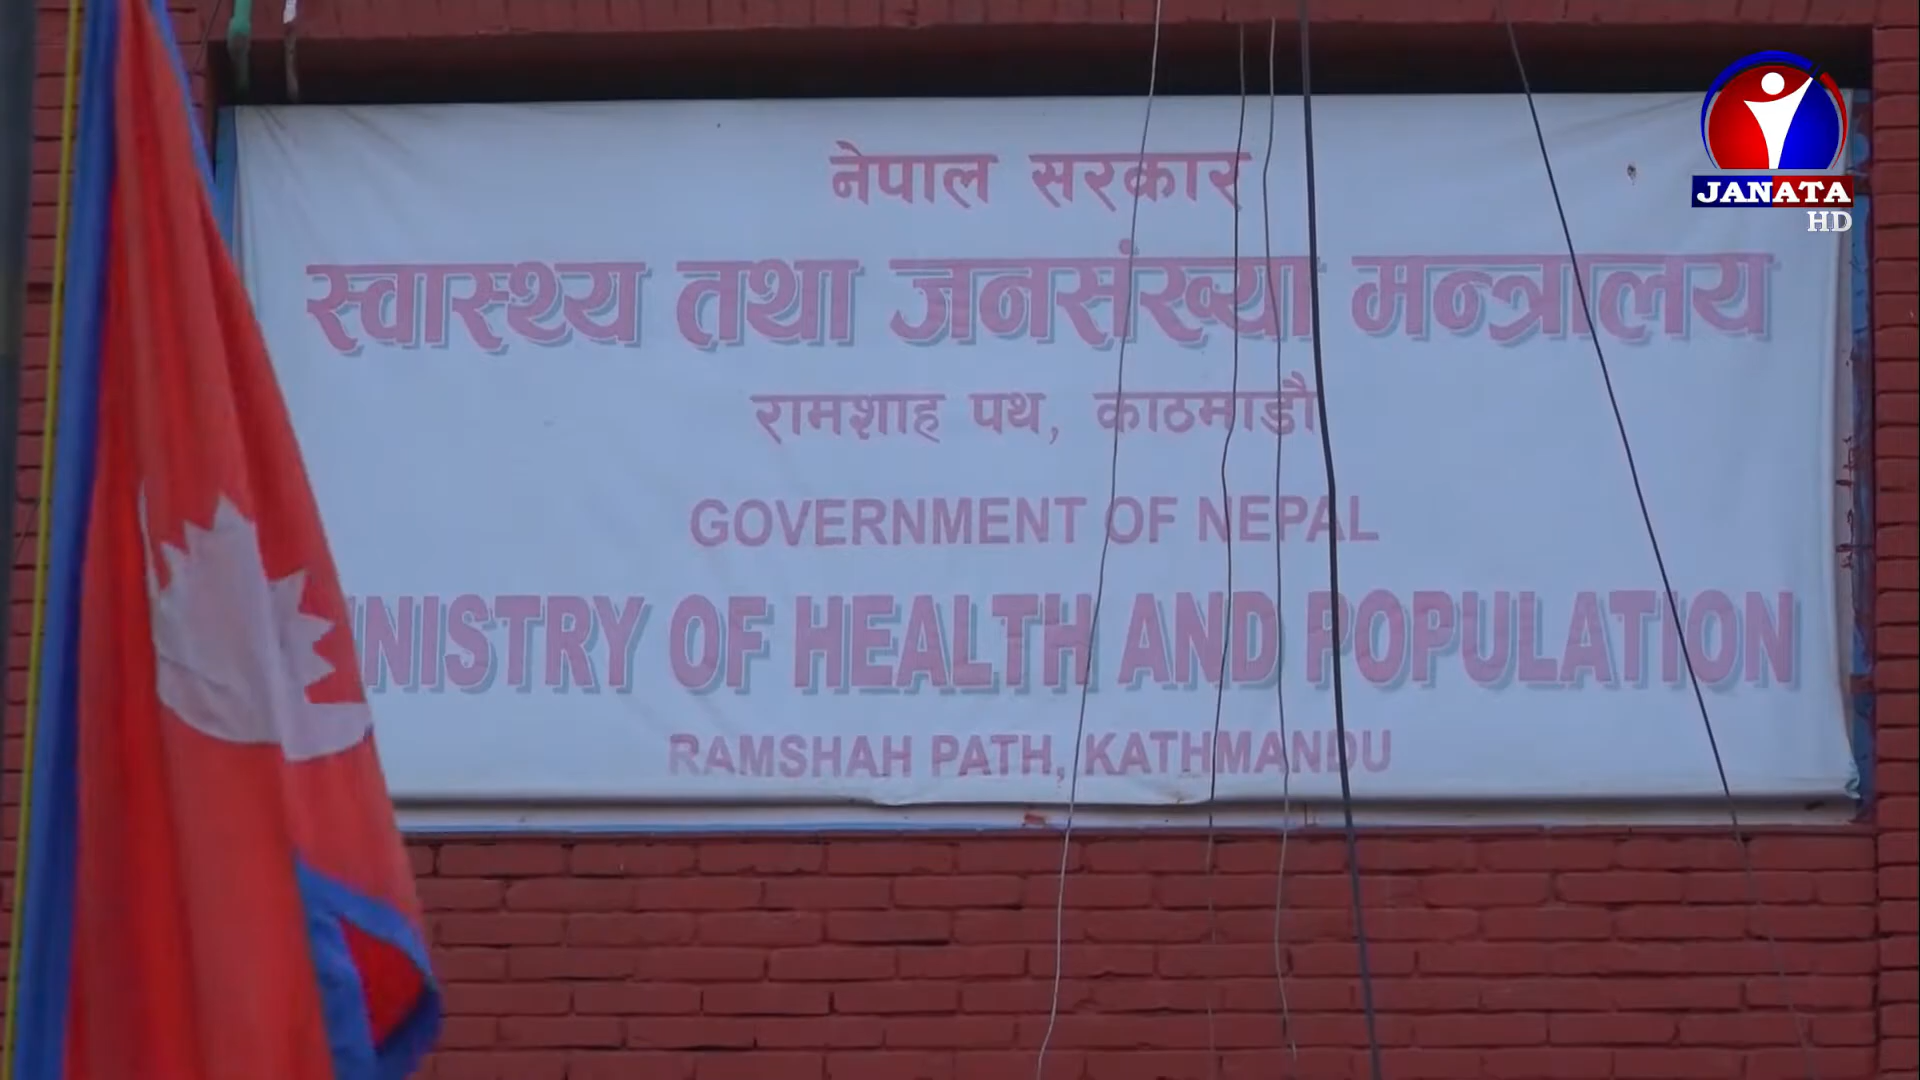 नेपाल सरकार
स्वास्थ्य तथा जनसंख्या मन्त्रालय
रामशाह पथ, काठमाडौं
GOVERNMENT OF NEPAL
INISTRY OF HEALTH AND POPULATION
RAMSHAH PATH, KATHMANDU
JANATA
HD